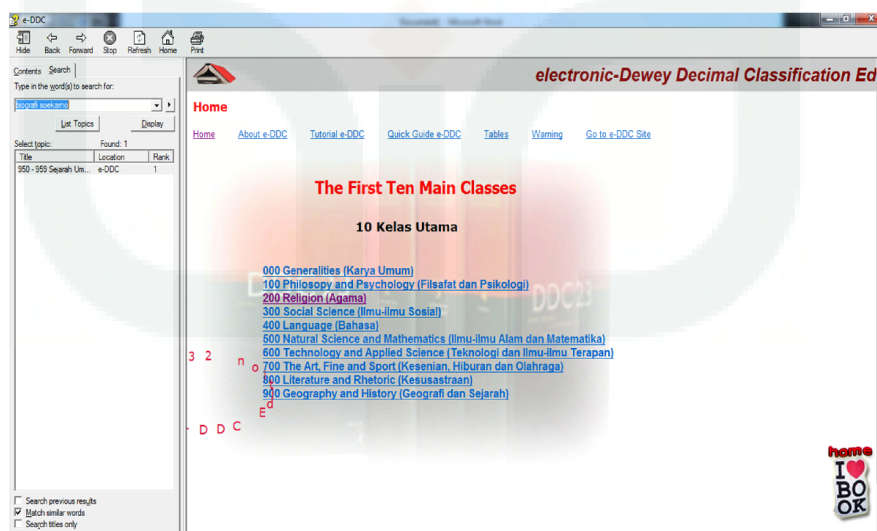 e-DDC
Document1 - Microsoft Word
Hide Back Forward Stop Refresh Home Print
Contents Search
Type in the word(s) to search for:
biografi soekarno
List Topics Display
Select topic: Found: 1
Title Location Rank
950 - 959 Sejarah Um... e-DDC 1
Search previous results
Match similar words
Search titles only
electronic-Dewey Decimal Classification Ed
Home
Home About e-DDC Tutorial e-DDC Quick Guide e-DDC Tables Warning Go to e-DDC Site
The First Ten Main Classes
10 Kelas Utama
000 Generalities (Karya Umum)
100 Philosopy and Psychology (Filsafat dan Psikologi)
200 Religion (Agama)
300 Social Science (Ilmu-ilmu Sosial)
400 Language (Bahasa)
500 Natural Science and Mathematics (Ilmu-ilmu Alam dan Matematika)
600 Technology and Applied Science (Teknologi dan Ilmu-ilmu Terapan)
700 The Art, Fine and Sport (Kesenian, Hiburan dan Olahraga)
800 Literature and Rhetoric (Kesusastraan)
900 Geography and History (Geografi dan Sejarah)
DDC23
home
I
BO
OK